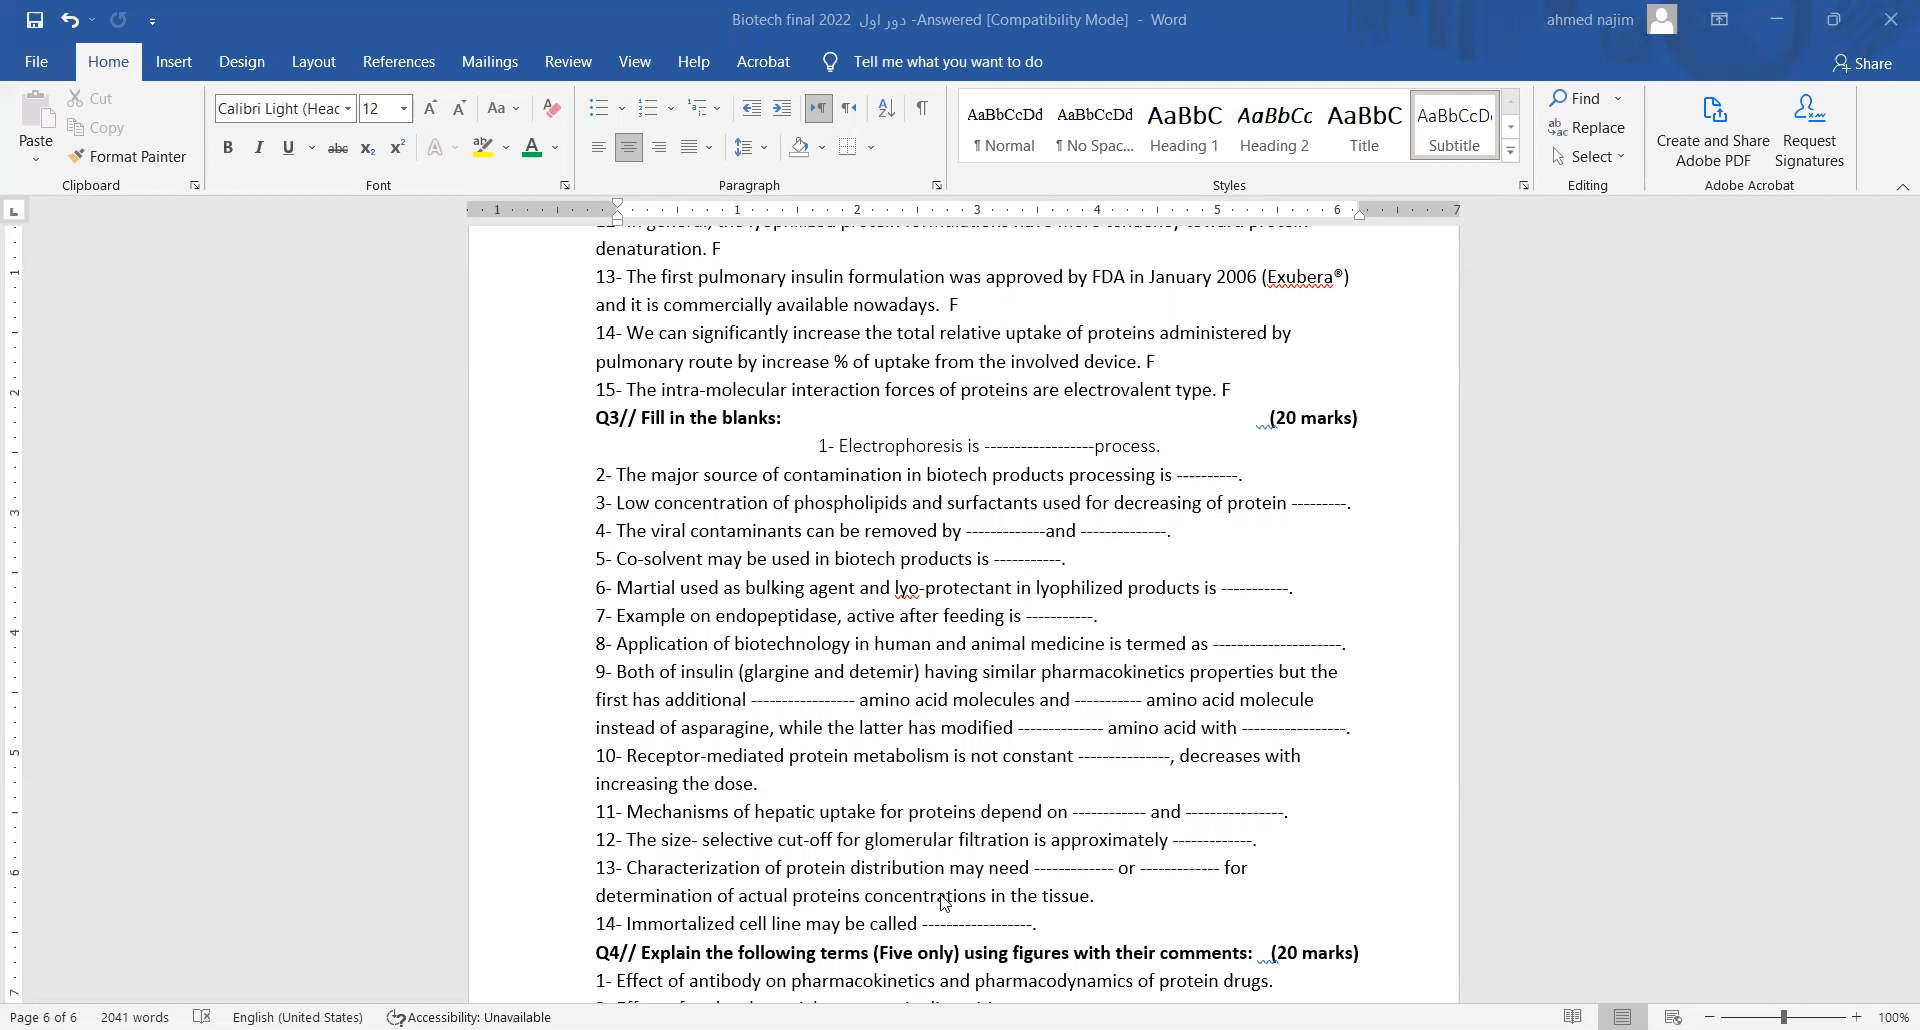 Biotech final 2022 دور اول -Answered [Compatibility Mode] - Word
ahmed najim
File Home Insert Design Layout References Mailings Review View Help Acrobat Tell me what you want to do
Share
Paste
Cut
Copy
Format Painter
Clipboard
Calibri Light (Head 12
Font
Paragraph
AaBbCcDd AaBbCcDd AaBbC AaBbCc AaBbC AaBbCcD
¶ Normal ¶ No Spac... Heading 1 Heading 2 Title Subtitle
Styles
Find
Replace
Select
Editing
Create and Share Adobe PDF
Request Signatures
Adobe Acrobat
1 1 2 3 4 5 6 7
denaturation. F
13- The first pulmonary insulin formulation was approved by FDA in January 2006 (Exubera®)
and it is commercially available nowadays. F
14- We can significantly increase the total relative uptake of proteins administered by
pulmonary route by increase % of uptake from the involved device. F
15- The intra-molecular interaction forces of proteins are electrovalent type. F
Q3// Fill in the blanks: (20 marks)
1- Electrophoresis is ------------------process.
2- The major source of contamination in biotech products processing is ----------.
3- Low concentration of phospholipids and surfactants used for decreasing of protein ---------.
4- The viral contaminants can be removed by -------------and --------------.
5- Co-solvent may be used in biotech products is -----------.
6- Martial used as bulking agent and lyo-protectant in lyophilized products is -----------.
7- Example on endopeptidase, active after feeding is -----------.
8- Application of biotechnology in human and animal medicine is termed as ---------------------.
9- Both of insulin (glargine and detemir) having similar pharmacokinetics properties but the
first has additional ----------------- amino acid molecules and ----------- amino acid molecule
instead of asparagine, while the latter has modified -------------- amino acid with -----------------.
10- Receptor-mediated protein metabolism is not constant ---------------, decreases with
increasing the dose.
11- Mechanisms of hepatic uptake for proteins depend on ------------ and ----------------.
12- The size- selective cut-off for glomerular filtration is approximately -------------.
13- Characterization of protein distribution may need ------------- or ------------- for
determination of actual proteins concentrations in the tissue.
14- Immortalized cell line may be called ------------------.
Q4// Explain the following terms (Five only) using figures with their comments: (20 marks)
1- Effect of antibody on pharmacokinetics and pharmacodynamics of protein drugs.
Page 6 of 6 2041 words English (United States) Accessibility: Unavailable 100%